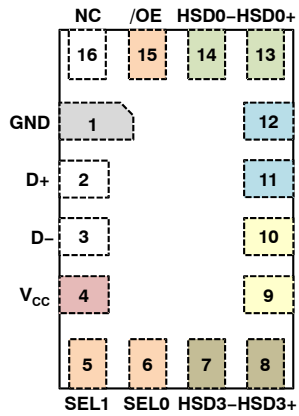 NC /OE HSD0− HSD0+
16 15 14 13
GND 1 12
D+ 2 11
D− 3 10
VCC 4 9
5 6 7 8
SEL1 SEL0 HSD3− HSD3+